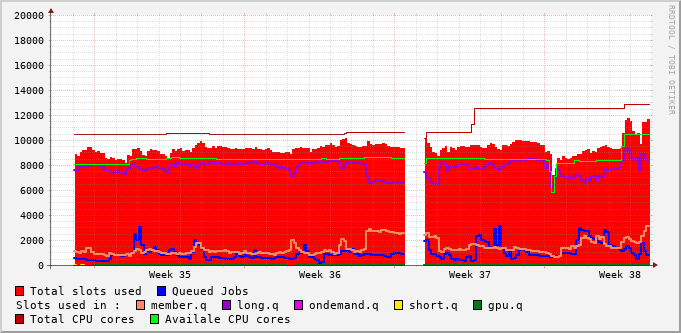 20000
18000
16000
14000
12000
10000
8000
6000
4000
2000
0
Week 35 Week 36 Week 37 Week 38
RRDTOOL / TOBI OETIKER
Total slots used Queued Jobs
Slots used in : member.q long.q ondemand.q short.q gpu.q
Total CPU cores Availale CPU cores